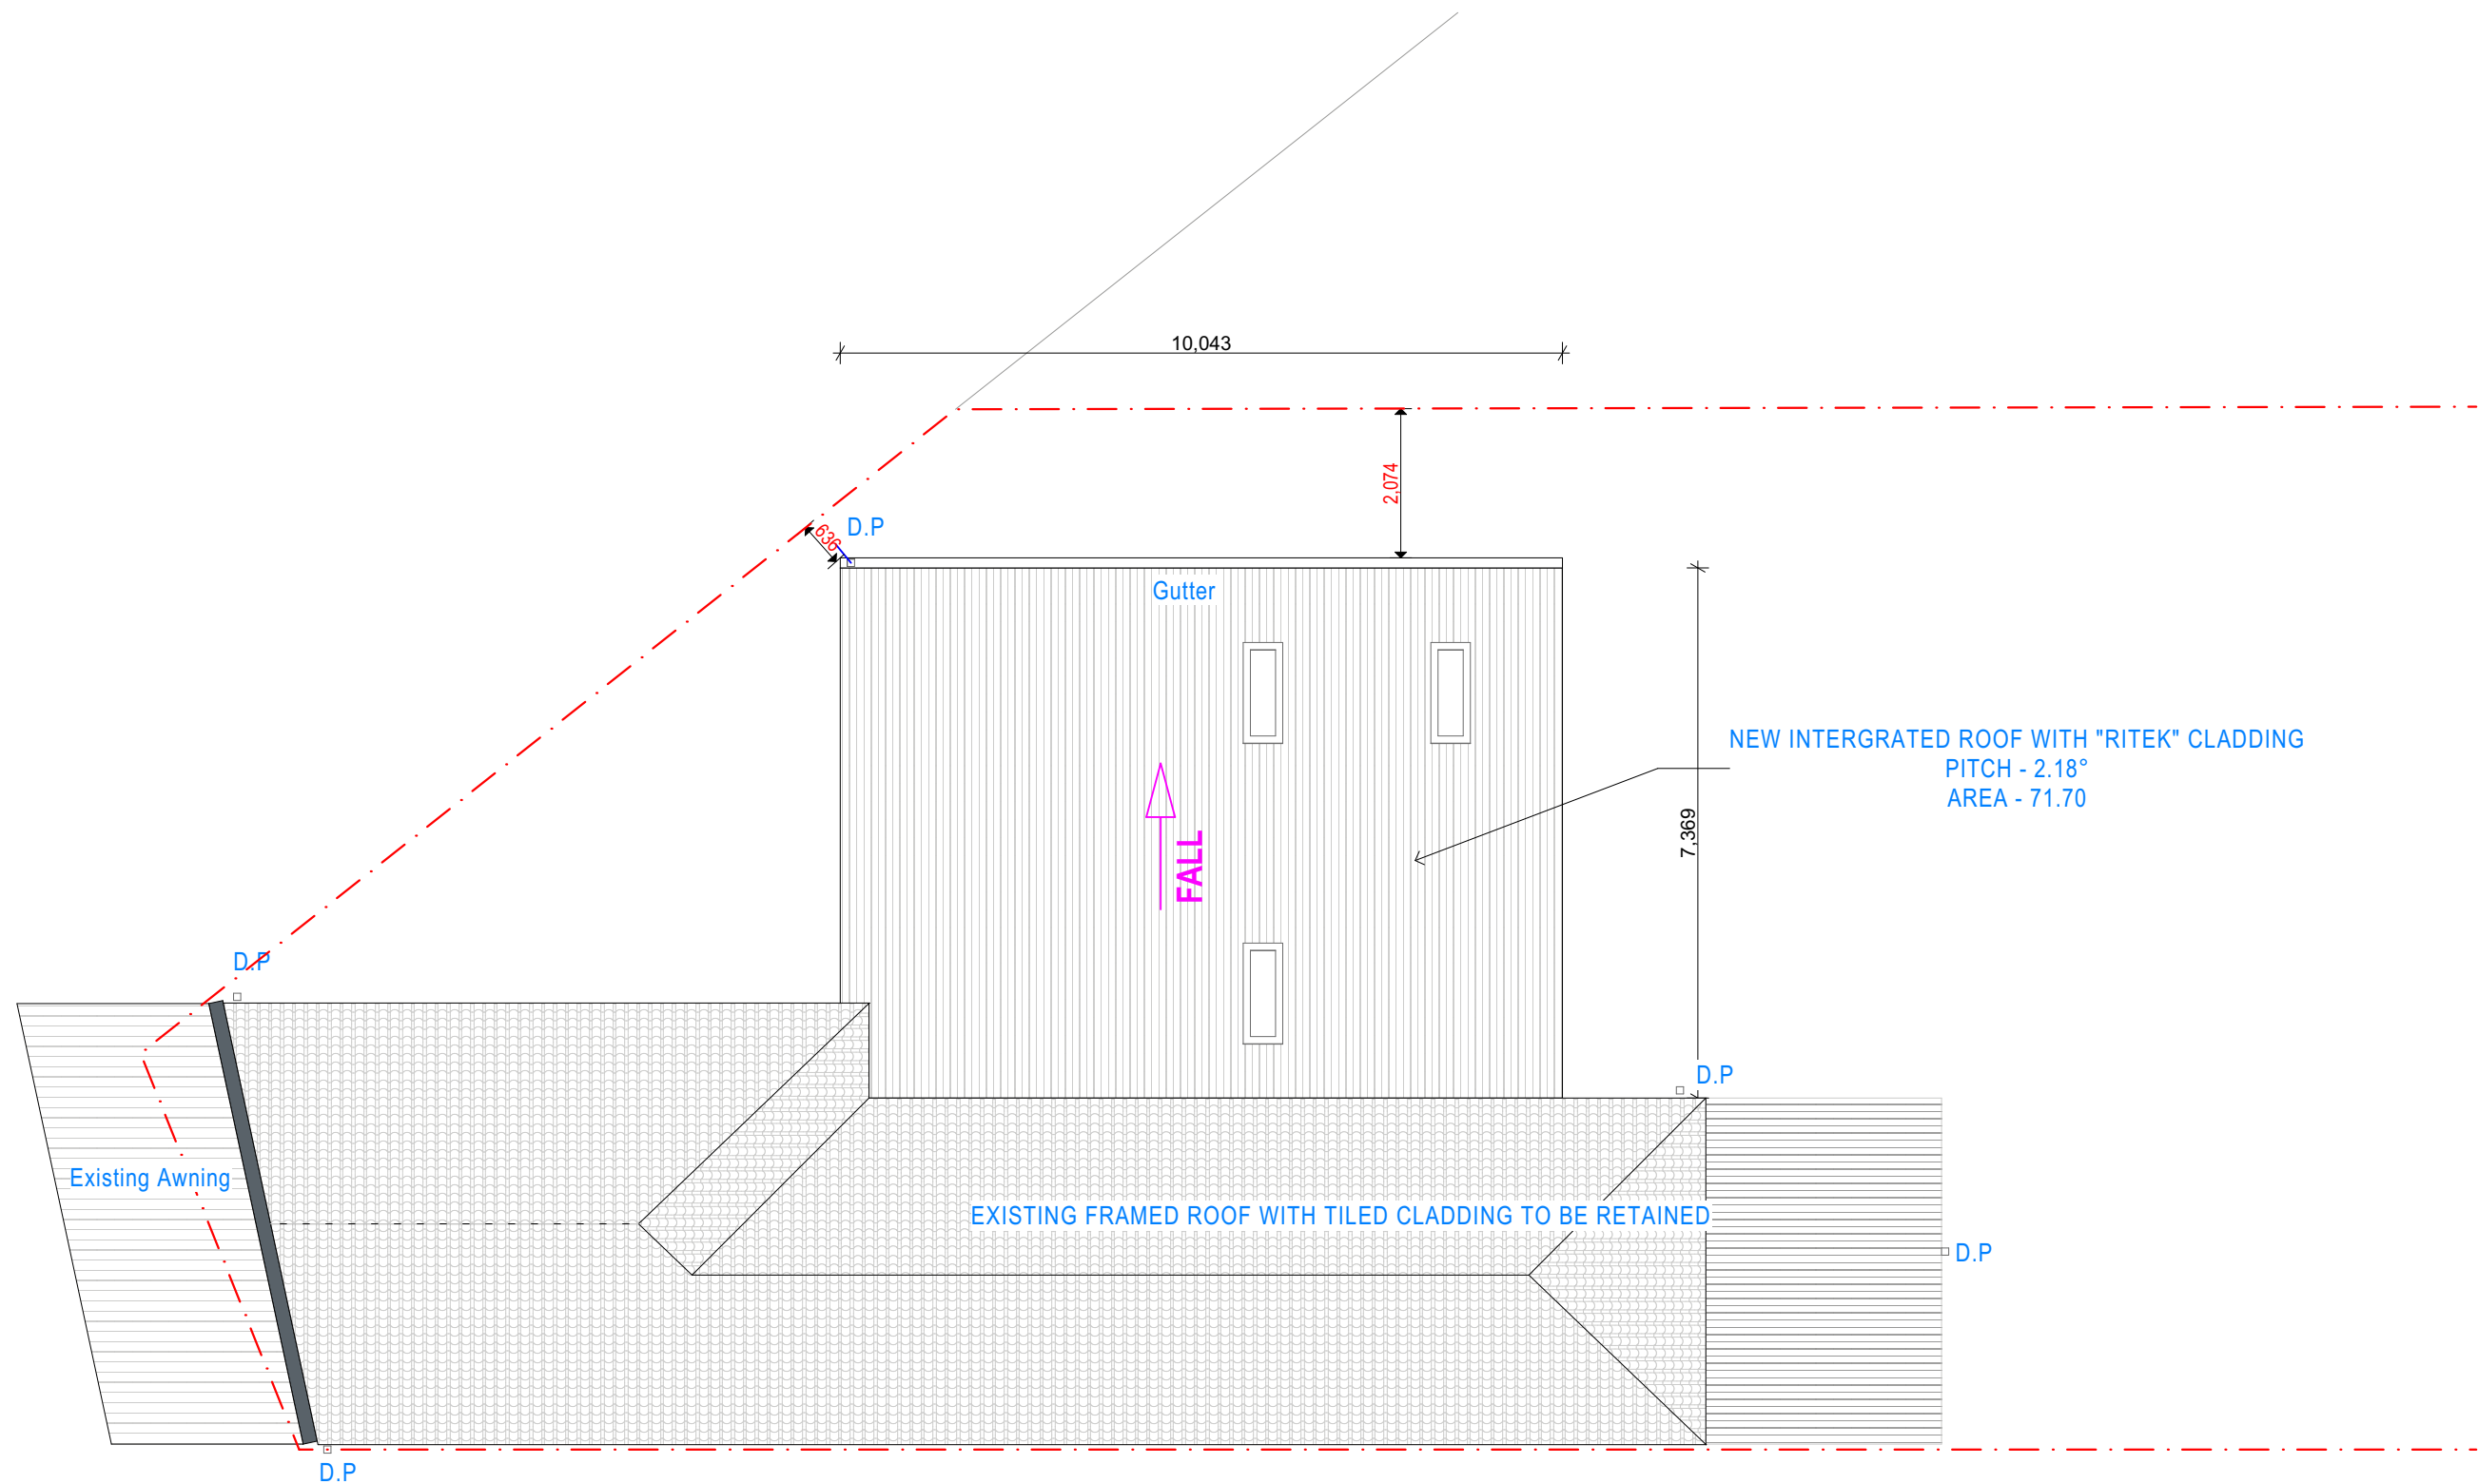 10,043
2,074
636
D.P
Gutter
NEW INTERGRATED ROOF WITH "RITEK" CLADDING
PITCH - 2.18°
AREA - 71.70
7,369
FALL
D.P
D.P
Existing Awning
EXISTING FRAMED ROOF WITH TILED CLADDING TO BE RETAINED
D.P
D.P